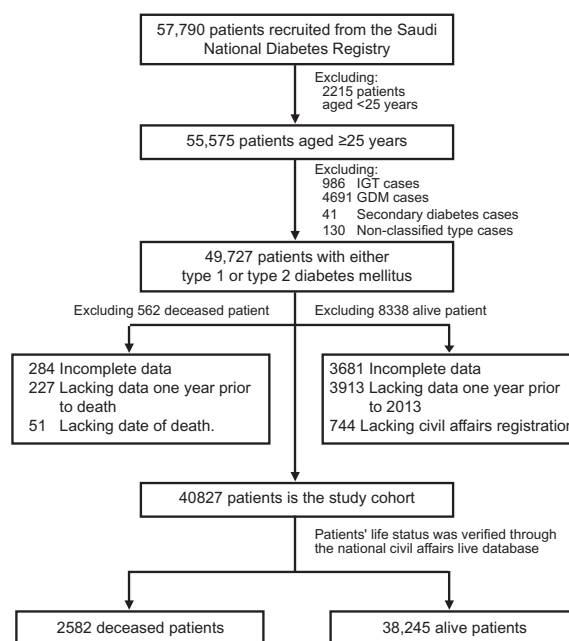 57,790 patients recruited from the Saudi
National Diabetes Registry
Excluding:
2215 patients
aged <25 years
55,575 patients aged ≥25 years
Excluding:
986 IGT cases
4691 GDM cases
41 Secondary diabetes cases
130 Non-classified type cases
49,727 patients with either
type 1 or type 2 diabetes mellitus
Excluding 562 deceased patient
Excluding 8338 alive patient
284 Incomplete data
227 Lacking data one year prior
to death
51 Lacking date of death.
3681 Incomplete data
3913 Lacking data one year prior
to 2013
744 Lacking civil affairs registration
40827 patients is the study cohort
Patients' life status was verified through
the national civil affairs live database
2582 deceased patients
38,245 alive patients